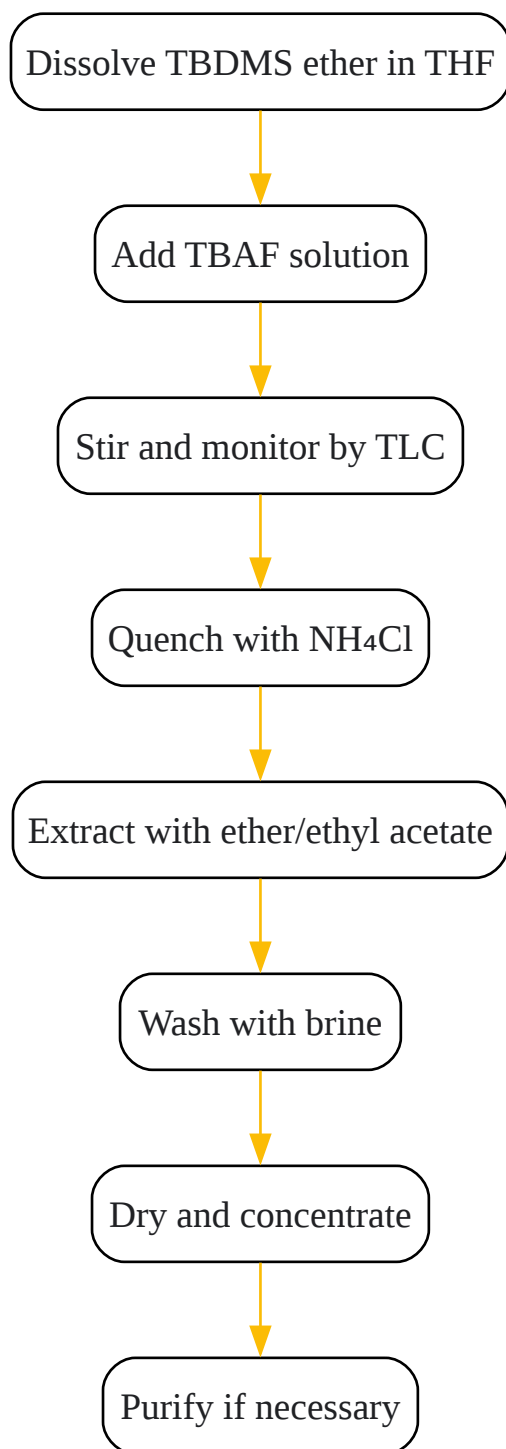 Dissolve TBDMS ether in THF
Add TBAF solution
Stir and monitor by TLC
Quench with NH₄Cl
Extract with ether/ethyl acetate
Wash with brine
Dry and concentrate
Purify if necessary